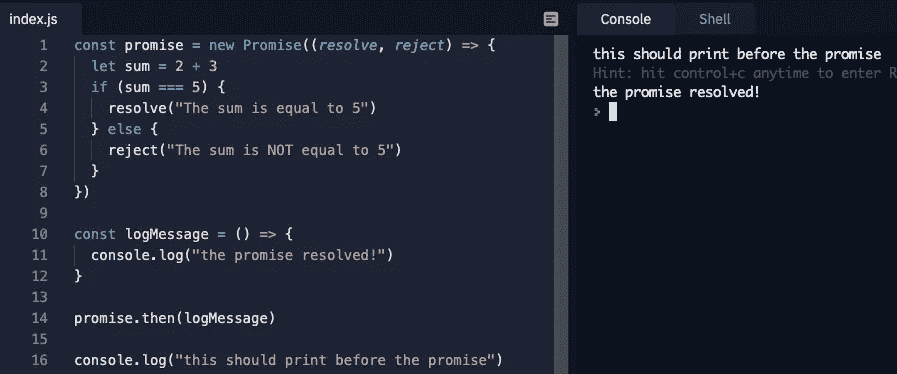 index.js
1 const promise = new Promise((resolve, reject) => {
2 let sum = 2 + 3
3 if (sum === 5) {
4 resolve("The sum is equal to 5")
5 } else {
6 reject("The sum is NOT equal to 5")
7 }
8 })
9
10 const logMessage = () => {
11 console.log("the promise resolved!")
12 }
13
14 promise.then(logMessage)
15
16 console.log("this should print before the promise")
Console Shell
this should print before the promise
Hint: hit control+c anytime to enter R
the promise resolved!
>